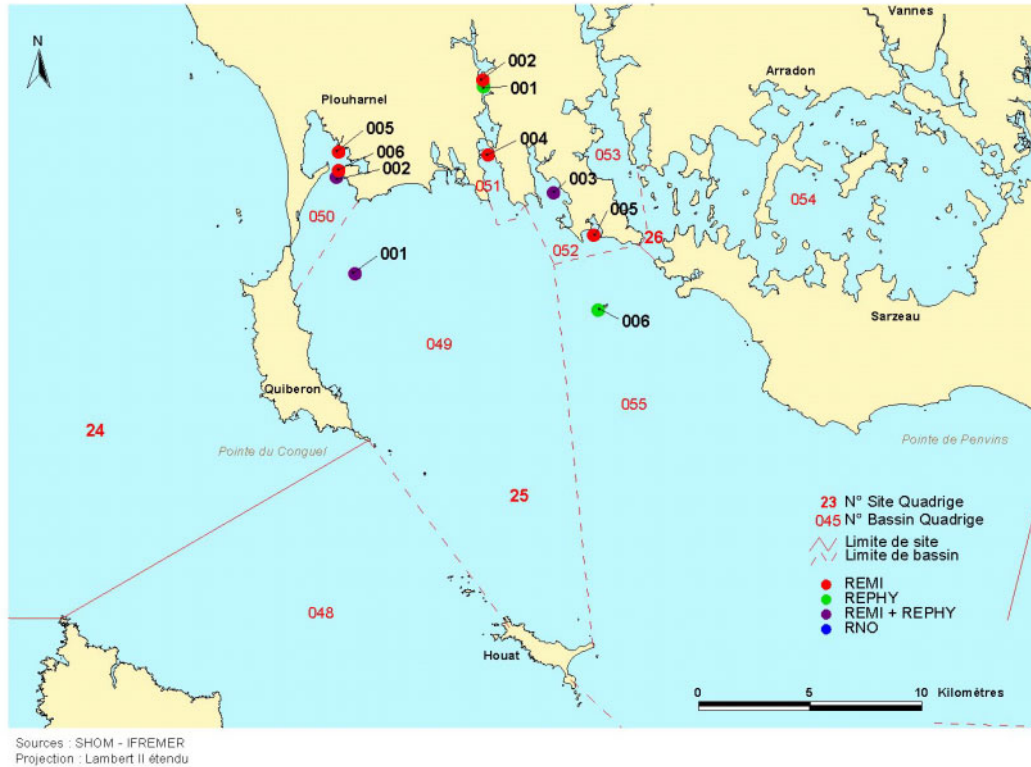 Vannes
N
002
Arradon
001
Plouharnel
005
004
006
053
002
003
051
054
050
005
26
052
001
006
Sarzeau
049
Quiberon
055
24
Pointe du Conguel
Pointe de Penvins
25
23 N° Site Quadrige
045 N° Bassin Quadrige
Limite de site
Limite de bassin
REMI
REPHY
REMI + REPHY
RNO
048
Houat
0 5 10 Kilomètres
Sources : SHOM - IFREMER
Projection : Lambert II étendu